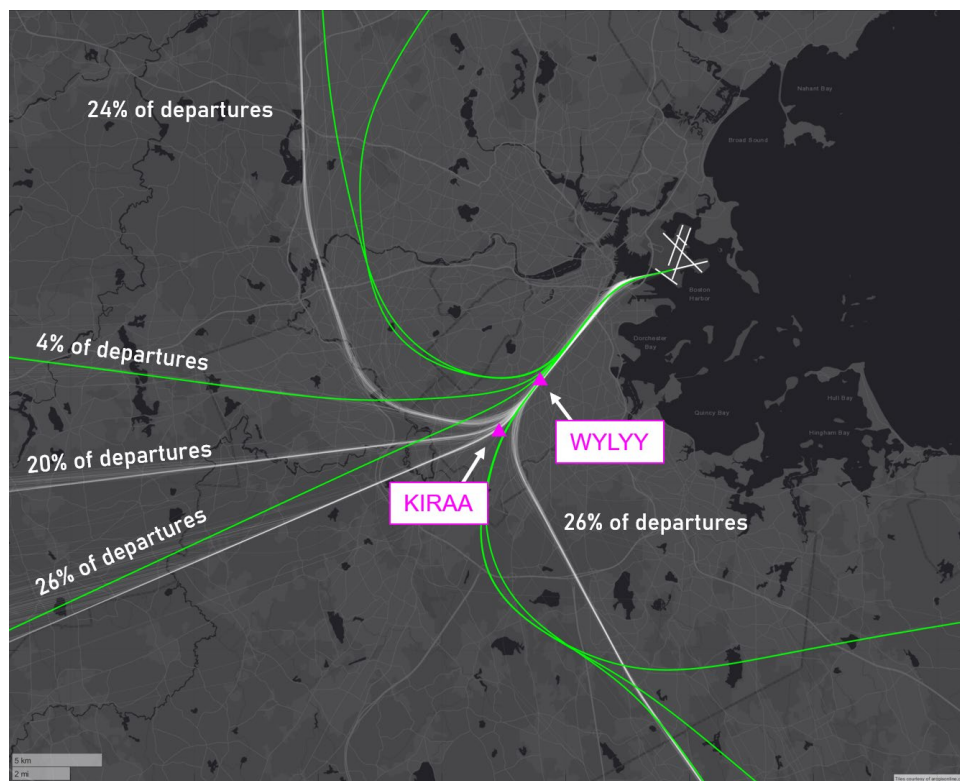 Nahant Bay
24% of departures
Broad Sound
Boston
Harbor
Dorchester
Bay
4% of departures
Hull Bay
Quincy Bay
Hingham Bay
WYLYY
20% of departures
KIRAA
26% of departures
26% of departures
5 km
2 mi